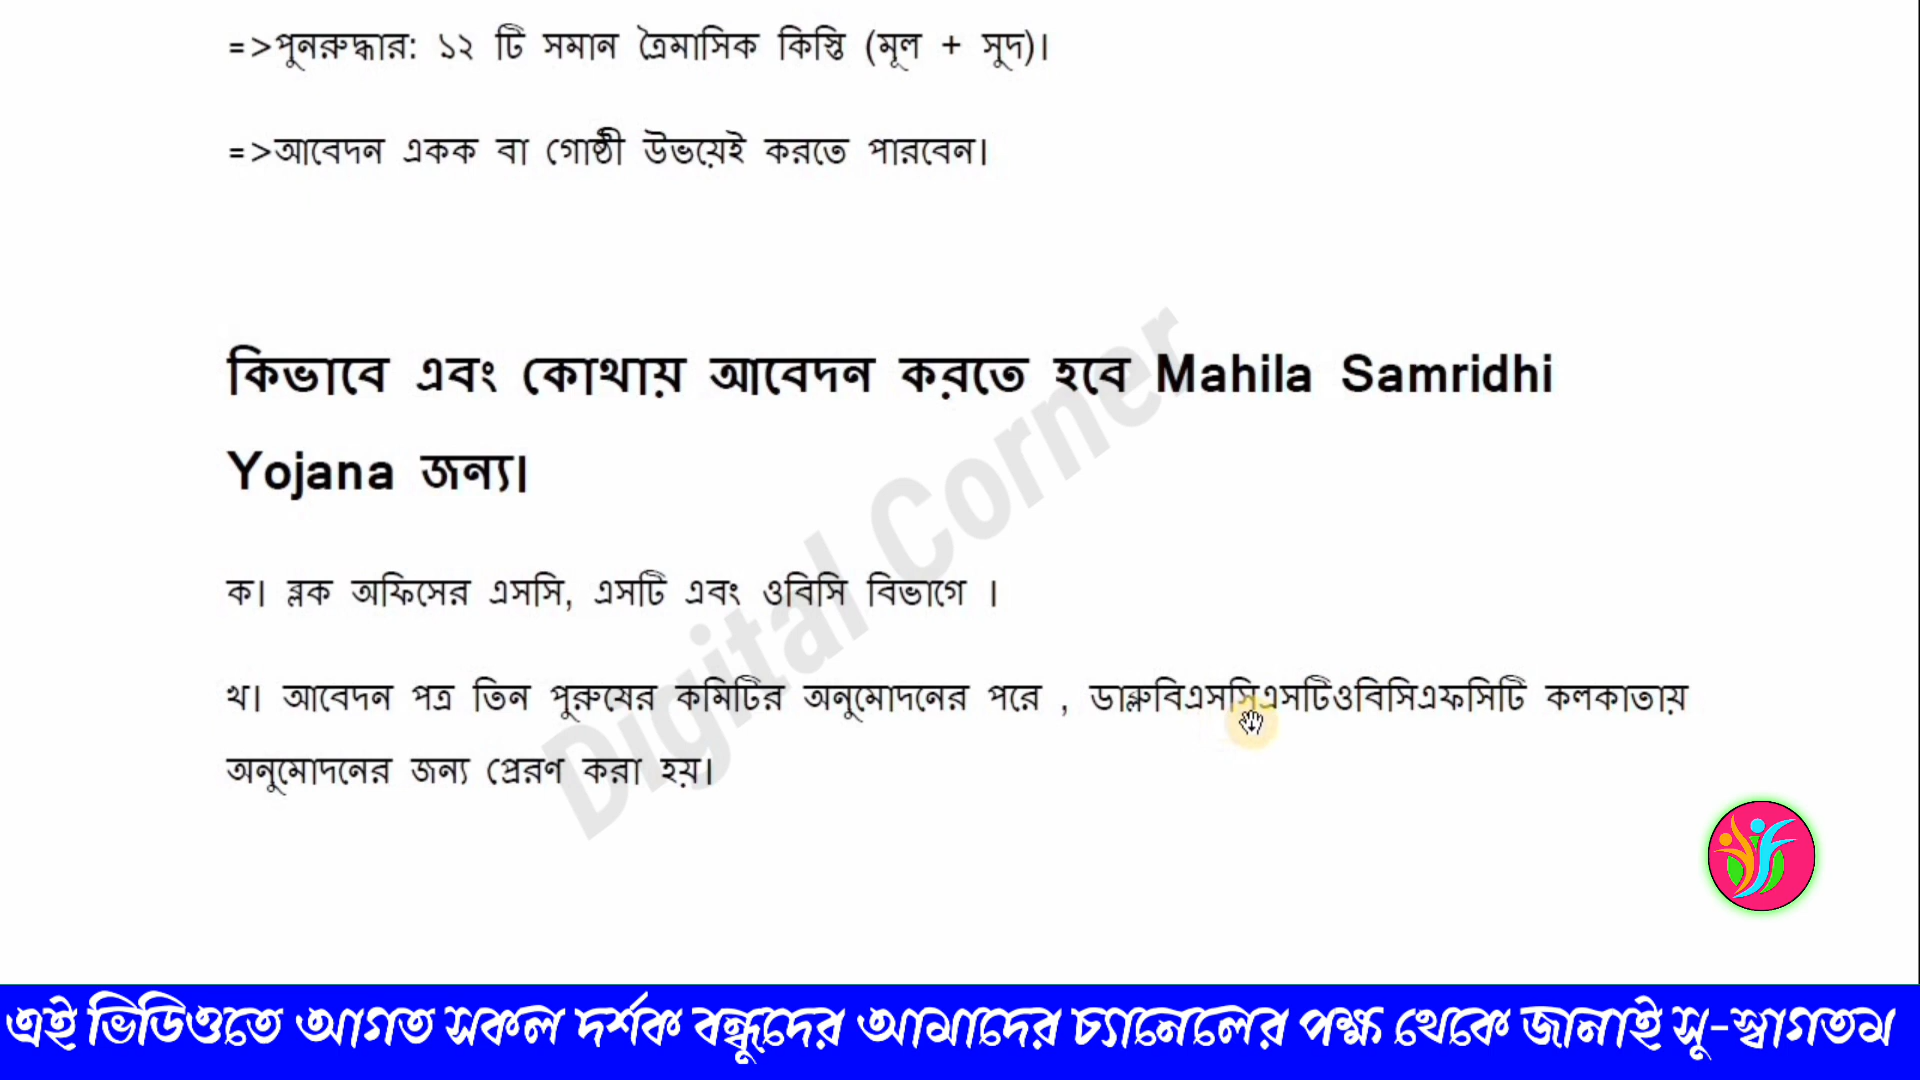 =>পুনরুদ্ধার: ১২ টি সমান ত্রৈমাসিক কিস্তি (মূল + সুদ)।
=>আবেদন একক বা গোষ্ঠী উভয়েই করতে পারবেন।
কিভাবে এবং কোথায় আবেদন করতে হবে Mahila Samridhi
Yojana জন্য।
ক। ব্লক অফিসের এসসি, এসটি এবং ওবিসি বিভাগে ।
খ। আবেদন পত্র তিন পুরুষের কমিটির অনুমোদনের পরে , ডাব্লুবিএসসিএসটিওবিসিএফসিটি কলকাতায়
অনুমোদনের জন্য প্রেরণ করা হয়।
Digital Corner
এই ভিডিওতে আগত সকল দর্শক বন্ধুদের আমাদের চ্যানেলের পক্ষ থেকে জানাই সু-স্বাগতম